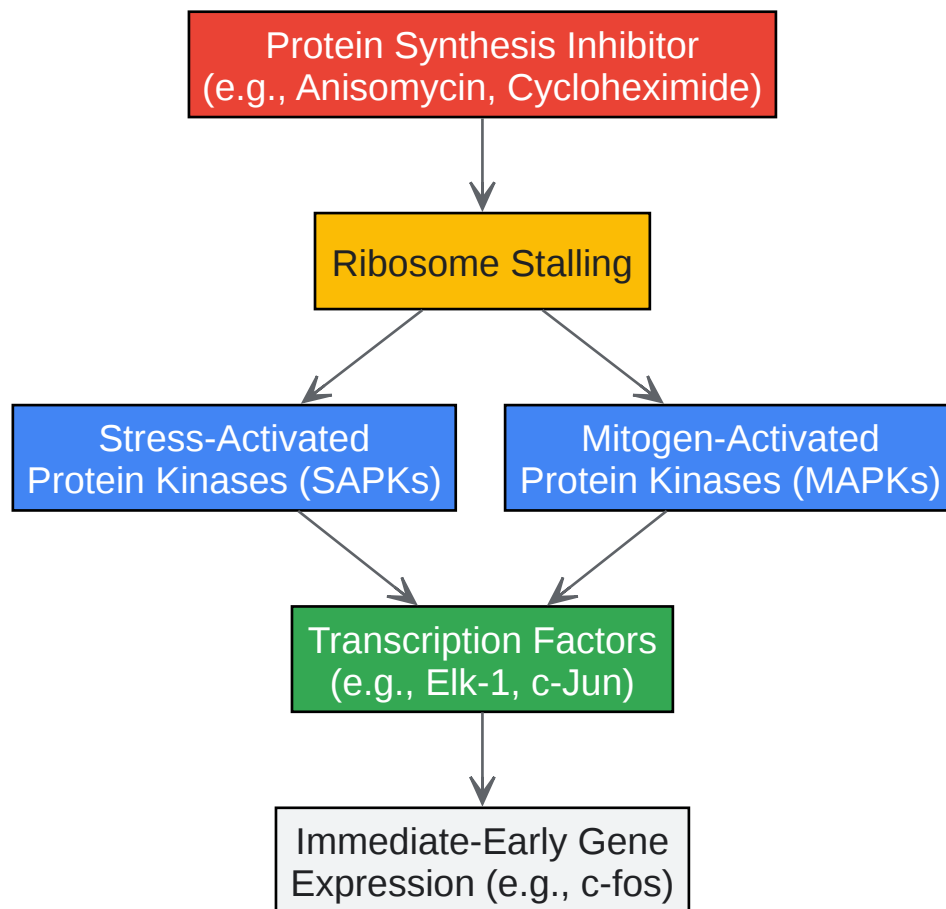 Protein Synthesis Inhibitor
(e.g., Anisomycin, Cycloheximide)
Ribosome Stalling
Stress-Activated
Protein Kinases (SAPKs)
Mitogen-Activated
Protein Kinases (MAPKs)
Transcription Factors
(e.g., Elk-1, c-Jun)
Immediate-Early Gene
Expression (e.g., c-fos)